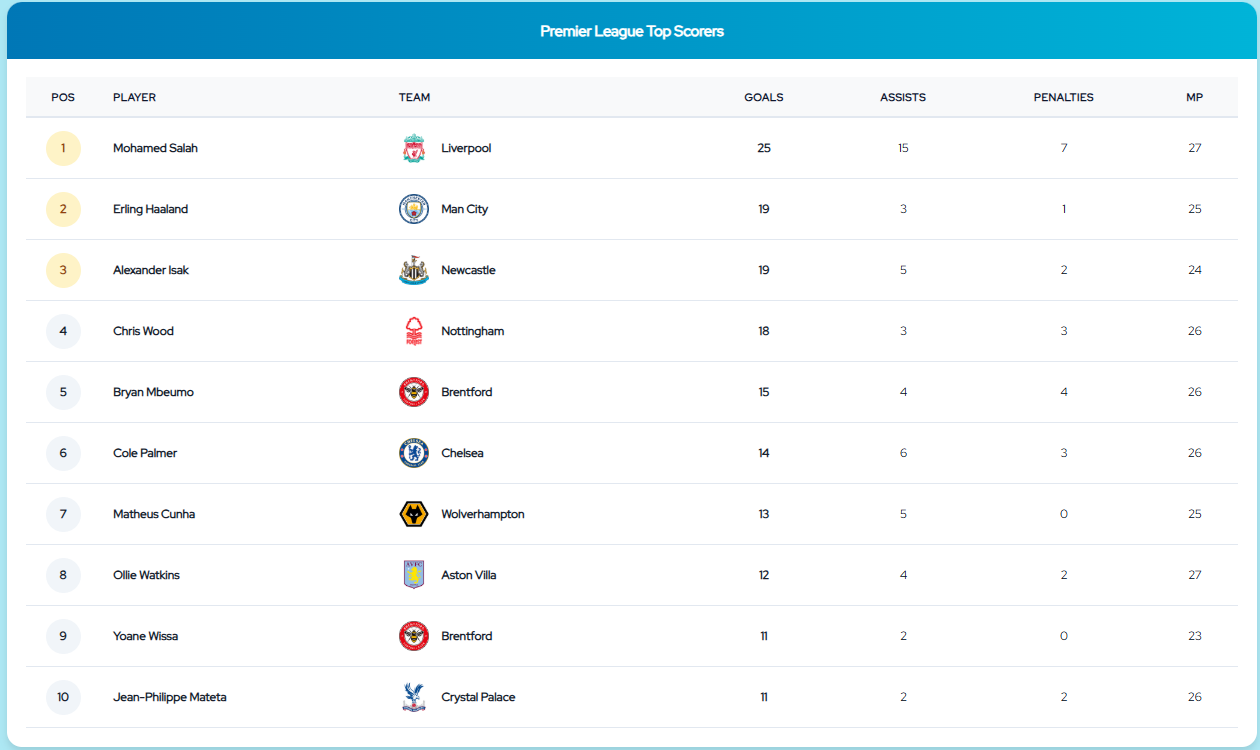 Premier League Top Scorers
POS PLAYER TEAM GOALS ASSISTS PENALTIES MP
1 Mohamed Salah Liverpool 25 15 7 27
2 Erling Haaland Man City 19 3 1 25
3 Alexander Isak Newcastle 19 5 2 24
4 Chris Wood Nottingham 18 3 3 26
5 Bryan Mbeumo Brentford 15 4 4 26
6 Cole Palmer Chelsea 14 6 3 26
7 Matheus Cunha Wolverhampton 13 5 0 25
8 Ollie Watkins Aston Villa 12 4 2 27
9 Yoane Wissa Brentford 11 2 0 23
10 Jean-Philippe Mateta Crystal Palace 11 2 2 26